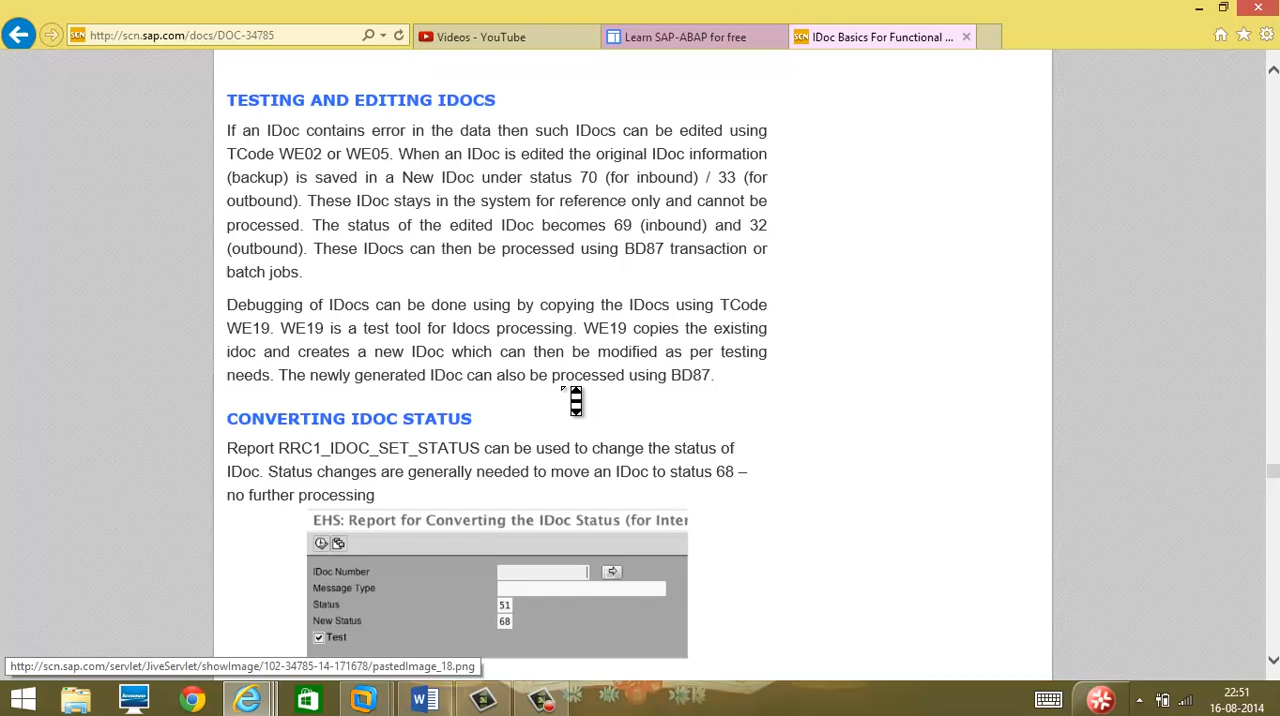 http://scn.sap.com/docs/DOC-34785
Videos - YouTube
Learn SAP-ABAP for free
SCN IDoc Basics For Functional ...
TESTING AND EDITING IDOCS
If an IDoc contains error in the data then such IDocs can be edited using
TCode WE02 or WE05. When an IDoc is edited the original IDoc information
(backup) is saved in a New IDoc under status 70 (for inbound) / 33 (for
outbound). These IDoc stays in the system for reference only and cannot be
processed. The status of the edited IDoc becomes 69 (inbound) and 32
(outbound). These IDocs can then be processed using BD87 transaction or
batch jobs.
Debugging of IDocs can be done using by copying the IDocs using TCode
WE19. WE19 is a test tool for Idocs processing. WE19 copies the existing
idoc and creates a new IDoc which can then be modified as per testing
needs. The newly generated IDoc can also be processed using BD87.
CONVERTING IDOC STATUS
Report RRC1_IDOC_SET_STATUS can be used to change the status of
IDoc. Status changes are generally needed to move an IDoc to status 68 –
no further processing
EHS: Report for Converting the IDoc Status (for Inter
IDoc Number
Message Type
Status 51
New Status 68
Test
http://scn.sap.com/servlet/JiveServlet/showImage/102-34785-14-171678/pastedImage_18.png
22:51
16-08-2014